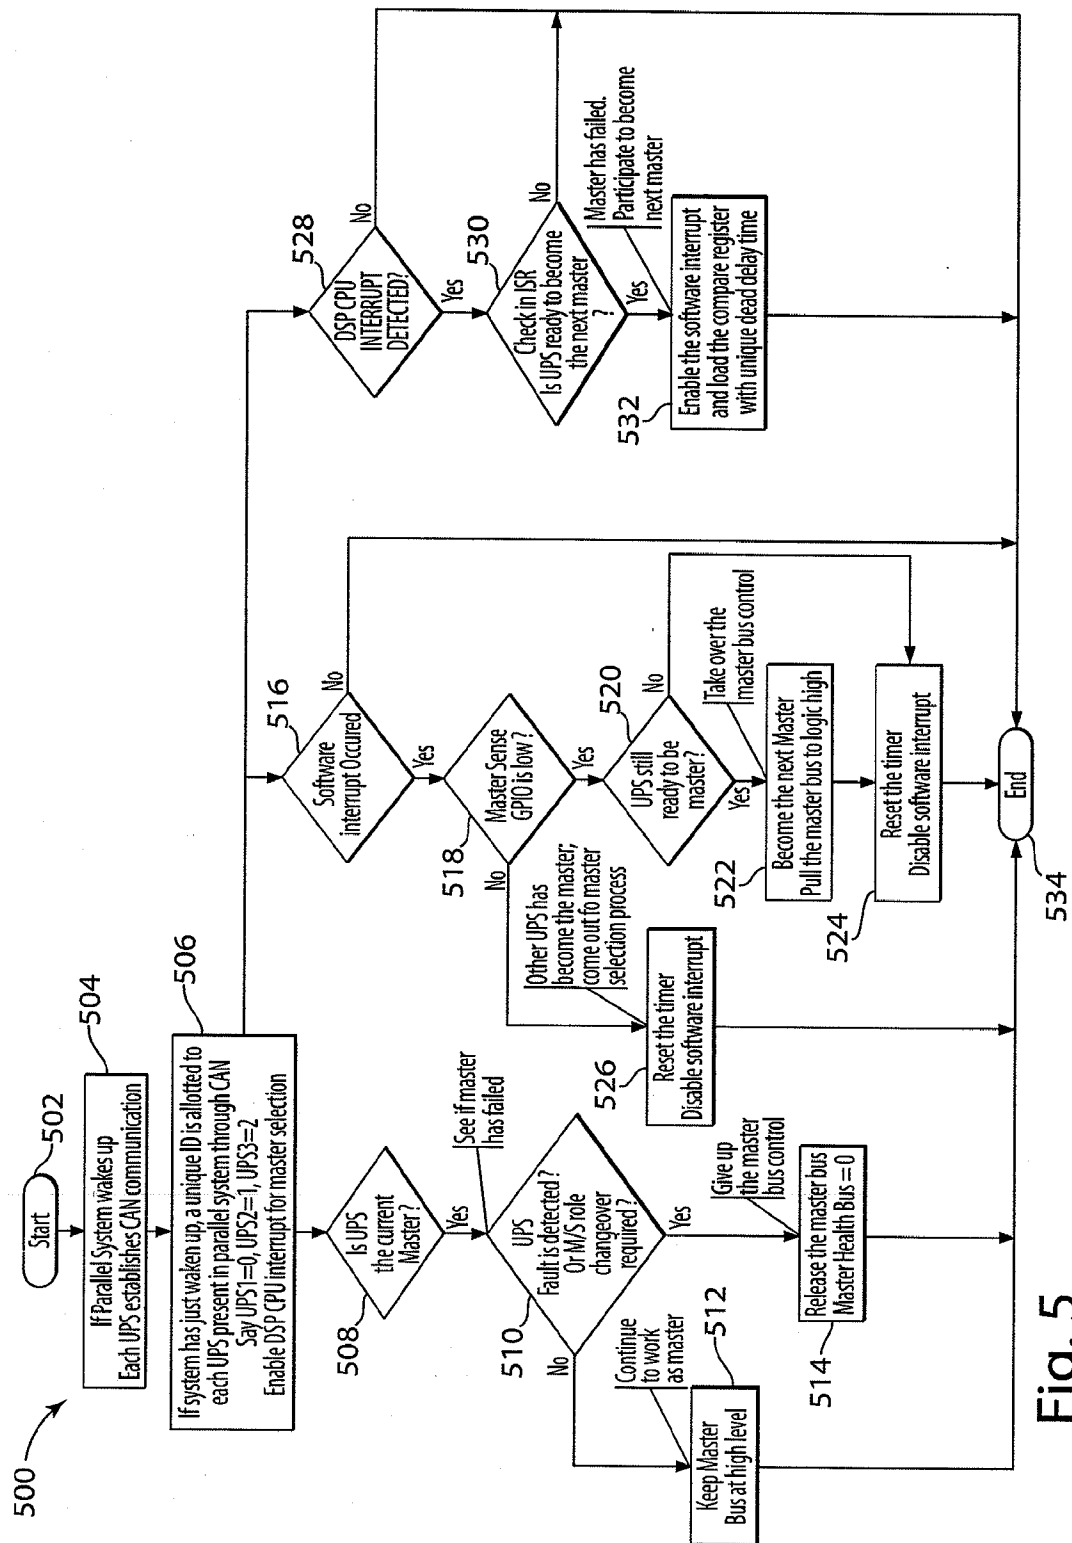 500
Start
502
If Parallel System wakes up
Each UPS establishes CAN communication
504
If system has just waken up, a unique ID is allotted to
each UPS present in parallel system through CAN
Say UPS1=0, UPS2=1, UPS3=2
Enable DSP CPU interrupt for master selection
506
Is UPS
the current
Master?
508
Yes
See if master
has failed
UPS
Fault is detected?
Or M/S role
changeover
required?
510
No
Yes
Continue
to work
as master
Keep Master
Bus at high level
512
Give up
the master
bus control
Release the master bus
Master Health Bus = 0
514
Software
interrupt Occured
516
No
Yes
Master Sense
GPIO is low?
518
No
Yes
Other UPS has
become the master,
come out fo master
selection process
Reset the timer
Disable software interrupt
526
UPS still
ready to be
master?
520
No
Yes
Take over the
master bus control
Become the next Master
Pull the master bus to logic high
522
Reset the timer
Disable software interrupt
524
DSP CPU
INTERRUPT
DETECTED?
528
No
Yes
Check in ISR
Is UPS ready to become
the next master
?
530
No
Yes
Master has failed.
Participate to become
next master
Enable the software interrupt
and load the compare register
with unique dead delay time
532
End
534
Fig. 5